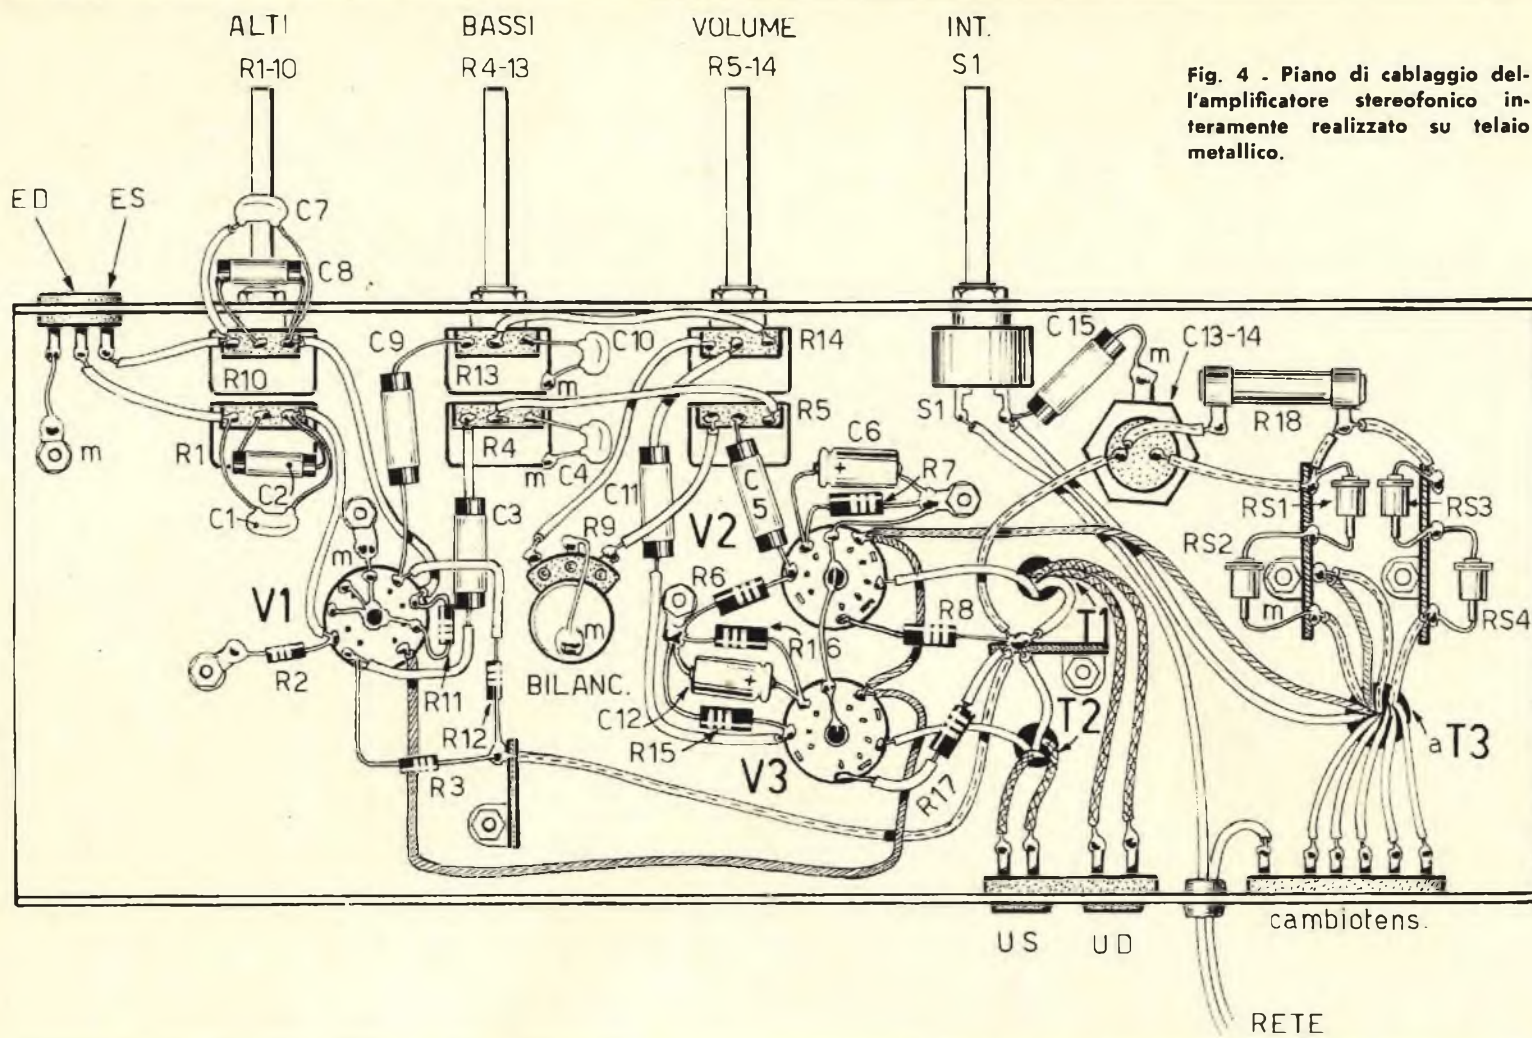 ALTI
R1-10
BASSI
R4-13
VOLUME
R5-14
INT.
S1
Fig. 4 - Piano di cablaggio del-
l'amplificatore stereofonico in-
teramente realizzato su telaio
metallico.
ED
ES
C7
C8
C9
C10
C15
C13-14
m
R10
R13
m
R14
S1
R18
R1
R4
R5
m
C2
C1
m
C4
C11
C5
C6
R7
C3
R9
V2
RS1
RS3
m
V1
R6
RS2
R2
R11
m
R16
R8
T1
m
RS4
BILANC.
R12
C12
R15
T2
a T3
R3
V3
R17
US
UD
cambiotens.
RETE